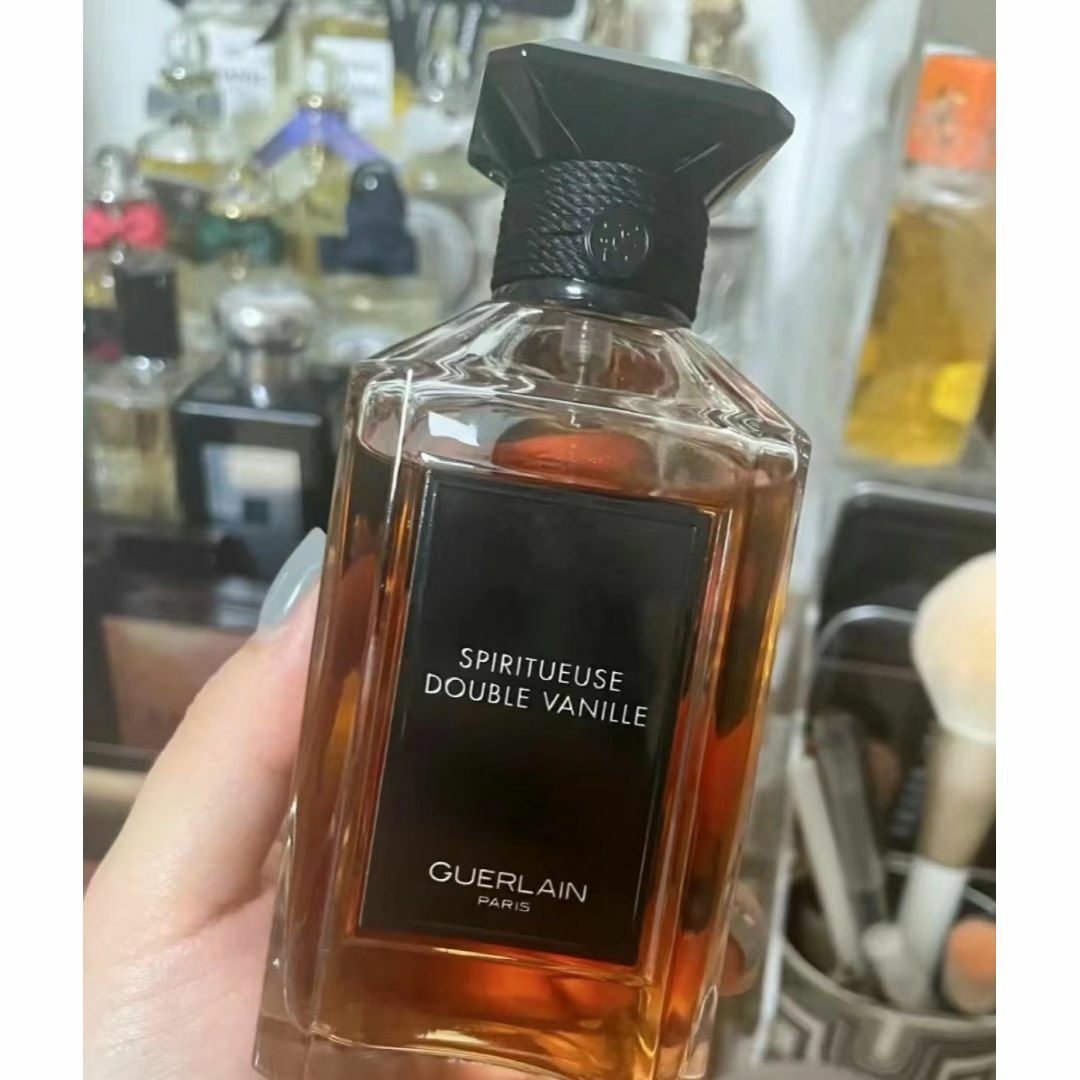 SPIRITUEUSE
DOUBLE VANILLE
GUERLAIN
PARIS